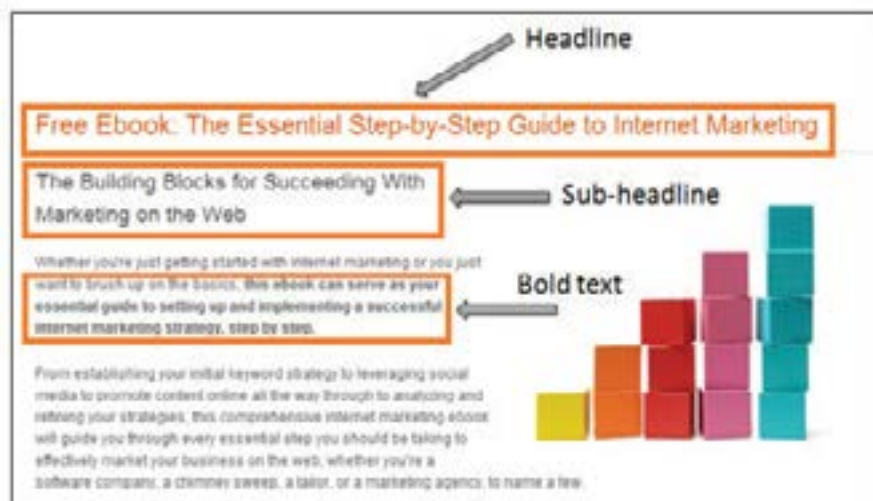 Headline
Free Ebook: The Essential Step-by-Step Guide to Internet Marketing
The Building Blocks for Succeeding With
Marketing on the Web
Sub-headline
Whether you're just getting started with internet marketing or you just
want to brush up on the basics, this ebook can serve as your
essential guide to setting up and implementing a successful
internet marketing strategy, step by step.
Bold text
From establishing your initial keyword strategy to leveraging social
media to promote content online all the way through to analyzing and
refining your strategies, this comprehensive internet marketing ebook
will guide you through every essential step you should be taking to
effectively market your business on the web, whether you're a
software company, a chimney sweep, a tailor, or a marketing agency, to name a few.